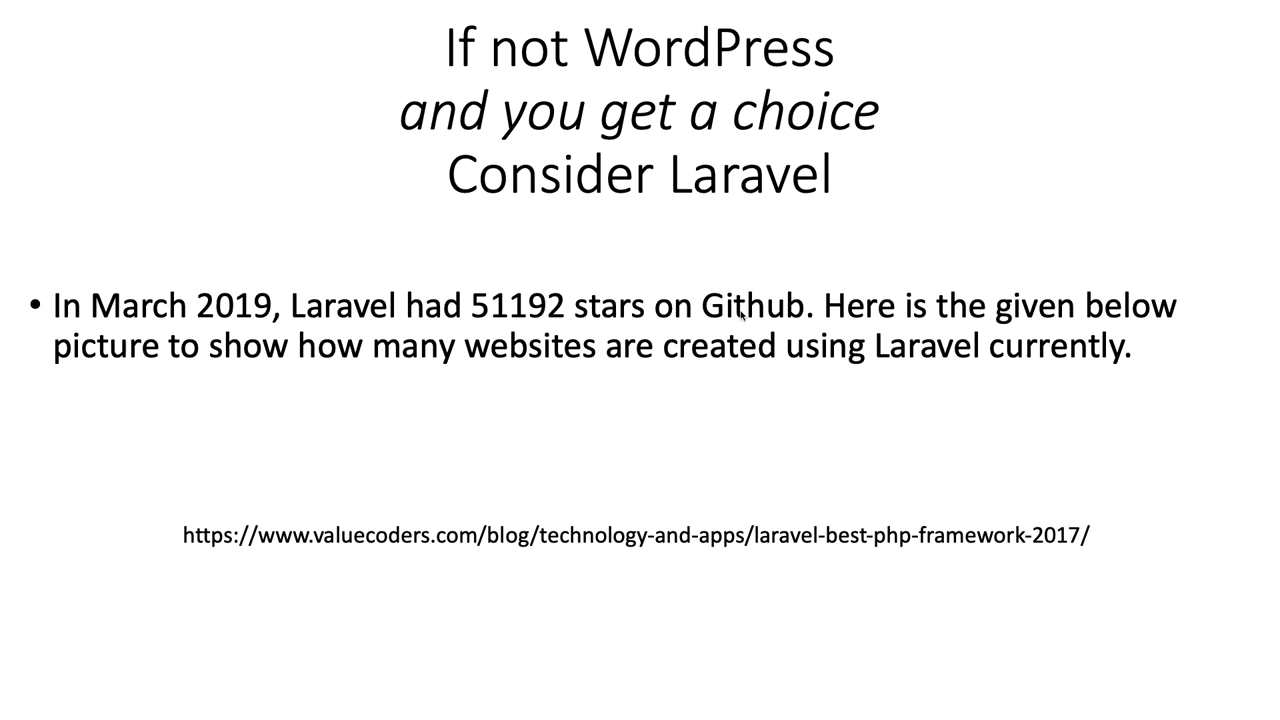 If not WordPress
and you get a choice
Consider Laravel
• In March 2019, Laravel had 51192 stars on Github. Here is the given below
picture to show how many websites are created using Laravel currently.
https://www.valuecoders.com/blog/technology-and-apps/laravel-best-php-framework-2017/